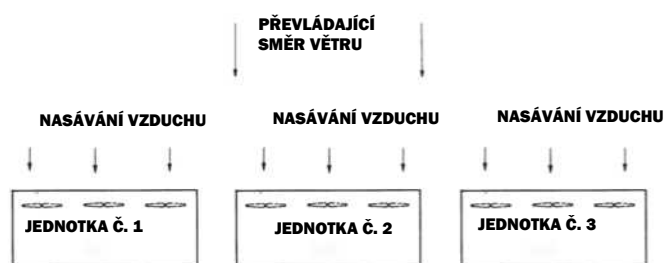 PŘEVLÁDAJÍCÍ
SMĚR VĚTRU
NASÁVÁNÍ VZDUCHU
NASÁVÁNÍ VZDUCHU
NASÁVÁNÍ VZDUCHU
JEDNOTKA Č. 1
JEDNOTKA Č. 2
JEDNOTKA Č. 3